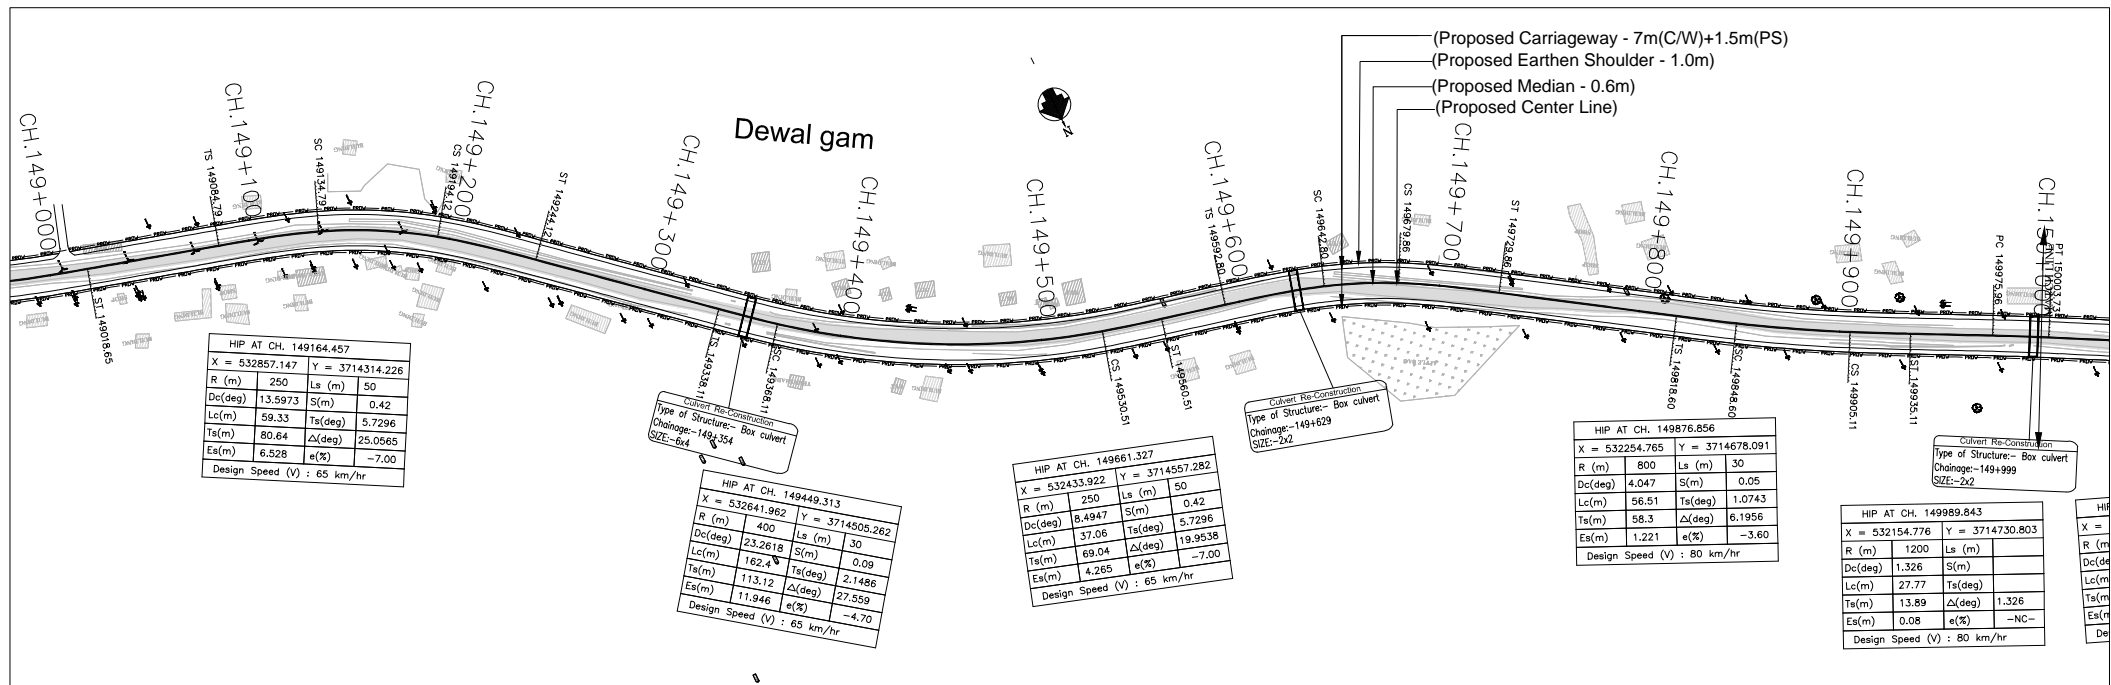 (Proposed Carriageway - 7m(C/W)+1.5m(PS)
(Proposed Earthen Shoulder - 1.0m)
(Proposed Median - 0.6m)
(Proposed Center Line)
Dewal gam
N
CH.149+000
CH.149+100
CH.149+200
CH.149+300
CH.149+400
CH.149+500
CH.149+600
CH.149+700
CH.149+800
CH.149+900
ST 149018.65
TS 149084.79
SC 149134.79
CS 149194.12
ST 149244.12
TS 149338.11
SC 149368.11
CS 149530.51
ST 149560.51
TS 149592.80
SC 149642.80
CS 149679.86
ST 149729.86
TS 149818.60
SC 149848.60
CS 149905.11
ST 149935.11
PC 149975.96
PT 150003.73
HIP AT CH. 149164.457
X = 532857.147 Y = 3714314.226
R (m) 250 Ls (m) 50
Dc(deg) 13.5973 S(m) 0.42
Lc(m) 59.33 Ts(deg) 5.7296
Ts(m) 80.64 △(deg) 25.0565
Es(m) 6.528 e(%) -7.00
Design Speed (V) : 65 km/hr
Culvert Re-Construction
Type of Structure:- Box culvert
Chainage:-149+354
SIZE:-6x4
HIP AT CH. 149449.313
X = 532641.962 Y = 3714505.262
R (m) 400 Ls (m) 30
Dc(deg) 23.2618 S(m) 0.09
Lc(m) 162.4 Ts(deg) 2.1486
Ts(m) 113.12 △(deg) 27.559
Es(m) 11.946 e(%) -4.70
Design Speed (V) : 65 km/hr
Culvert Re-Construction
Type of Structure:- Box culvert
Chainage:-149+629
SIZE:-2x2
HIP AT CH. 149661.327
X = 532433.922 Y = 3714557.282
R (m) 250 Ls (m) 50
Dc(deg) 8.4947 S(m) 0.42
Lc(m) 37.06 Ts(deg) 5.7296
Ts(m) 69.04 △(deg) 19.9538
Es(m) 4.265 e(%) -7.00
Design Speed (V) : 65 km/hr
HIP AT CH. 149876.856
X = 532254.765 Y = 3714678.091
R (m) 800 Ls (m) 30
Dc(deg) 4.047 S(m) 0.05
Lc(m) 56.51 Ts(deg) 1.0743
Ts(m) 58.3 △(deg) 6.1956
Es(m) 1.221 e(%) -3.60
Design Speed (V) : 80 km/hr
Culvert Re-Construction
Type of Structure:- Box culvert
Chainage:-149+999
SIZE:-2x2
HIP AT CH. 149989.843
X = 532154.776 Y = 3714730.803
R (m) 1200 Ls (m)
Dc(deg) 1.326 S(m)
Lc(m) 27.77 Ts(deg)
Ts(m) 13.89 △(deg) 1.326
Es(m) 0.08 e(%) -NC-
Design Speed (V) : 80 km/hr